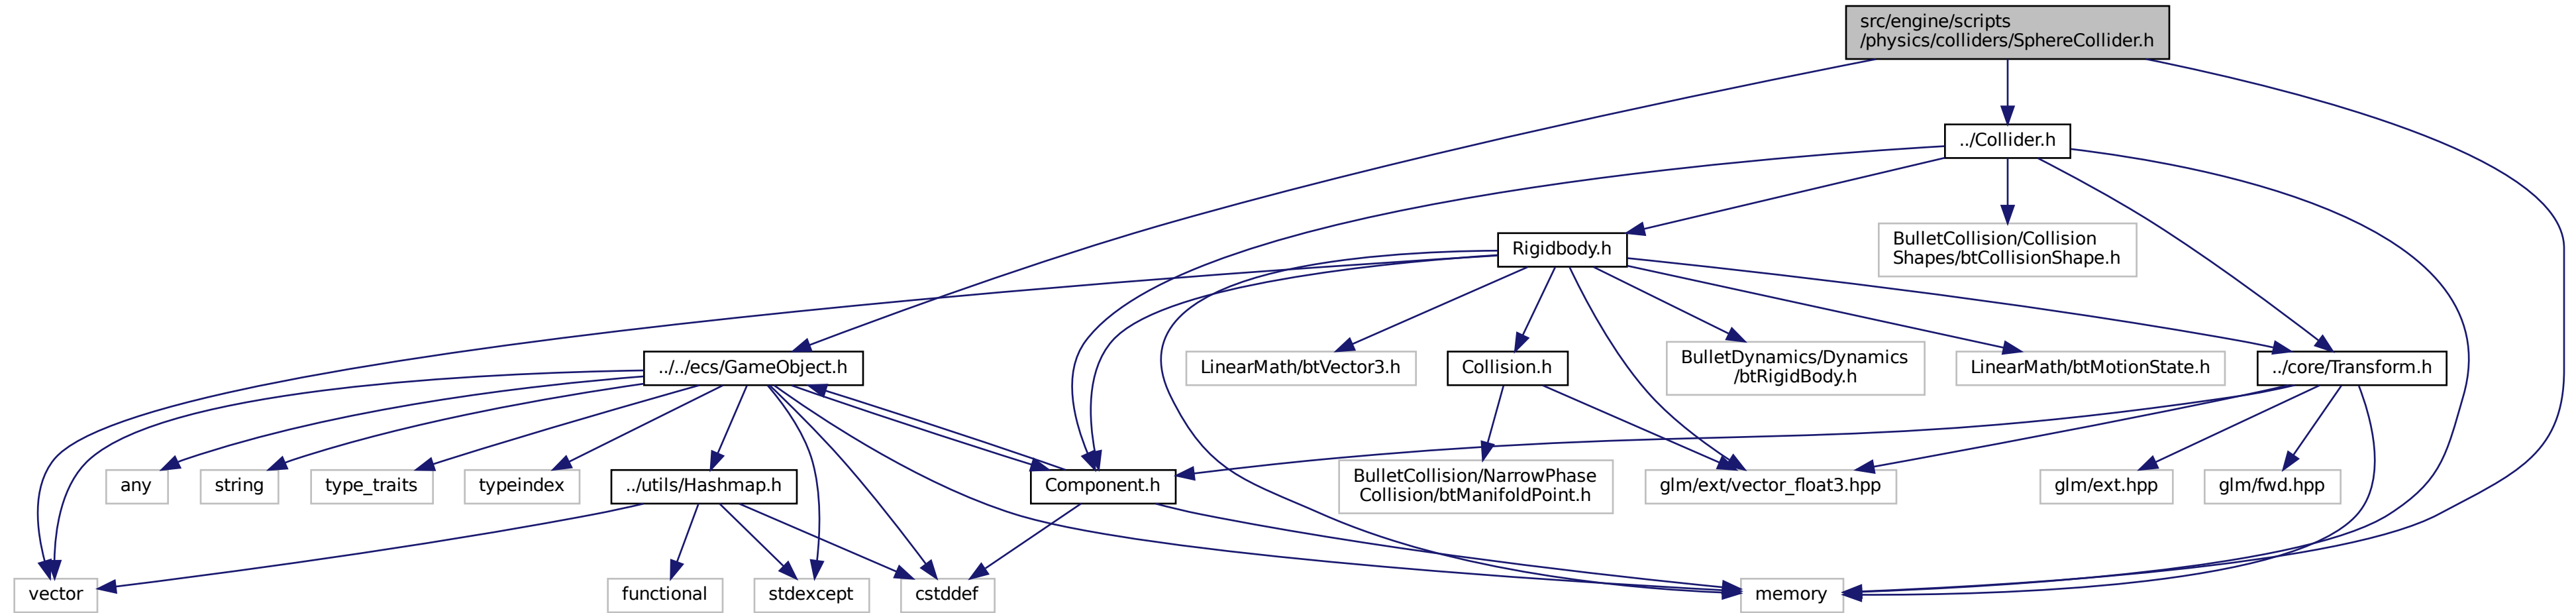 src/engine/scripts
/physics/colliders/SphereCollider.h
../Collider.h
Rigidbody.h
BulletCollision/Collision
Shapes/btCollisionShape.h
../../ecs/GameObject.h
LinearMath/btVector3.h
Collision.h
BulletDynamics/Dynamics
/btRigidBody.h
LinearMath/btMotionState.h
../core/Transform.h
any
string
type_traits
typeindex
../utils/Hashmap.h
Component.h
BulletCollision/NarrowPhase
Collision/btManifoldPoint.h
glm/ext/vector_float3.hpp
glm/ext.hpp
glm/fwd.hpp
vector
functional
stdexcept
cstddef
memory